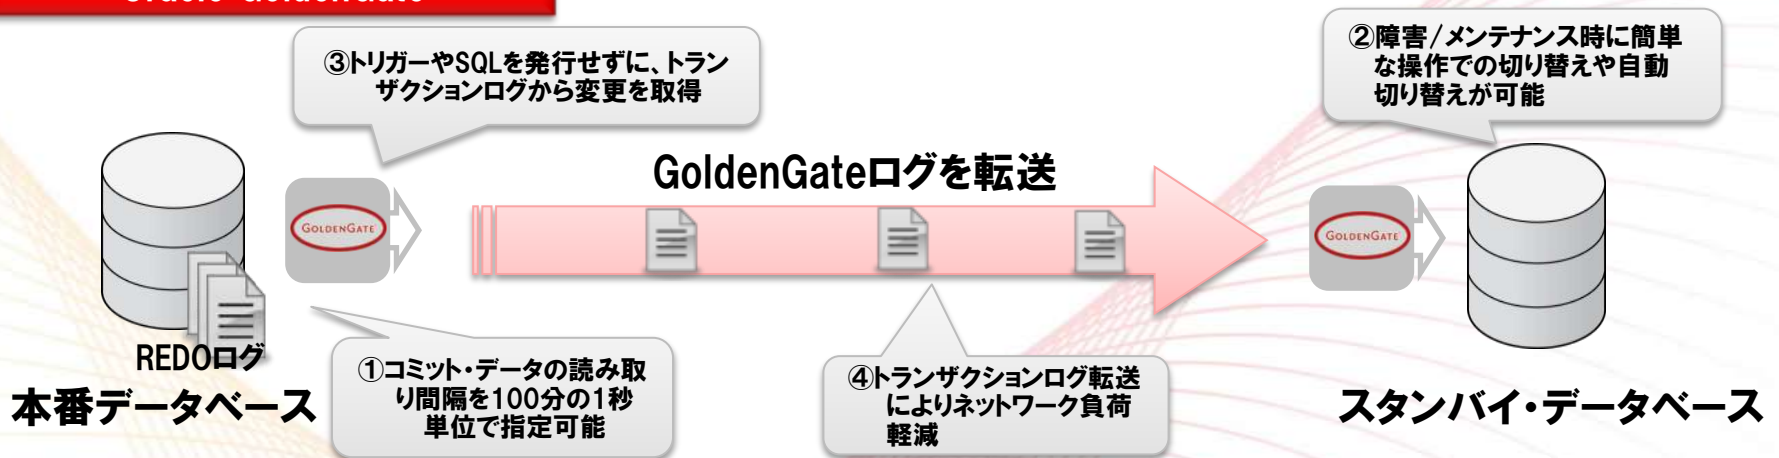 Oracle GoldenGate
③トリガーやSQLを発行せずに、トラン
ザクションログから変更を取得
②障害/メンテナンス時に簡単
な操作での切り替えや自動
切り替えが可能
GoldenGateログを転送
GOLDENGATE
GOLDENGATE
REDOログ
本番データベース
①コミット・データの読み取
り間隔を100分の1秒
単位で指定可能
④トランザクションログ転送
によりネットワーク負荷
軽減
スタンバイ・データベース